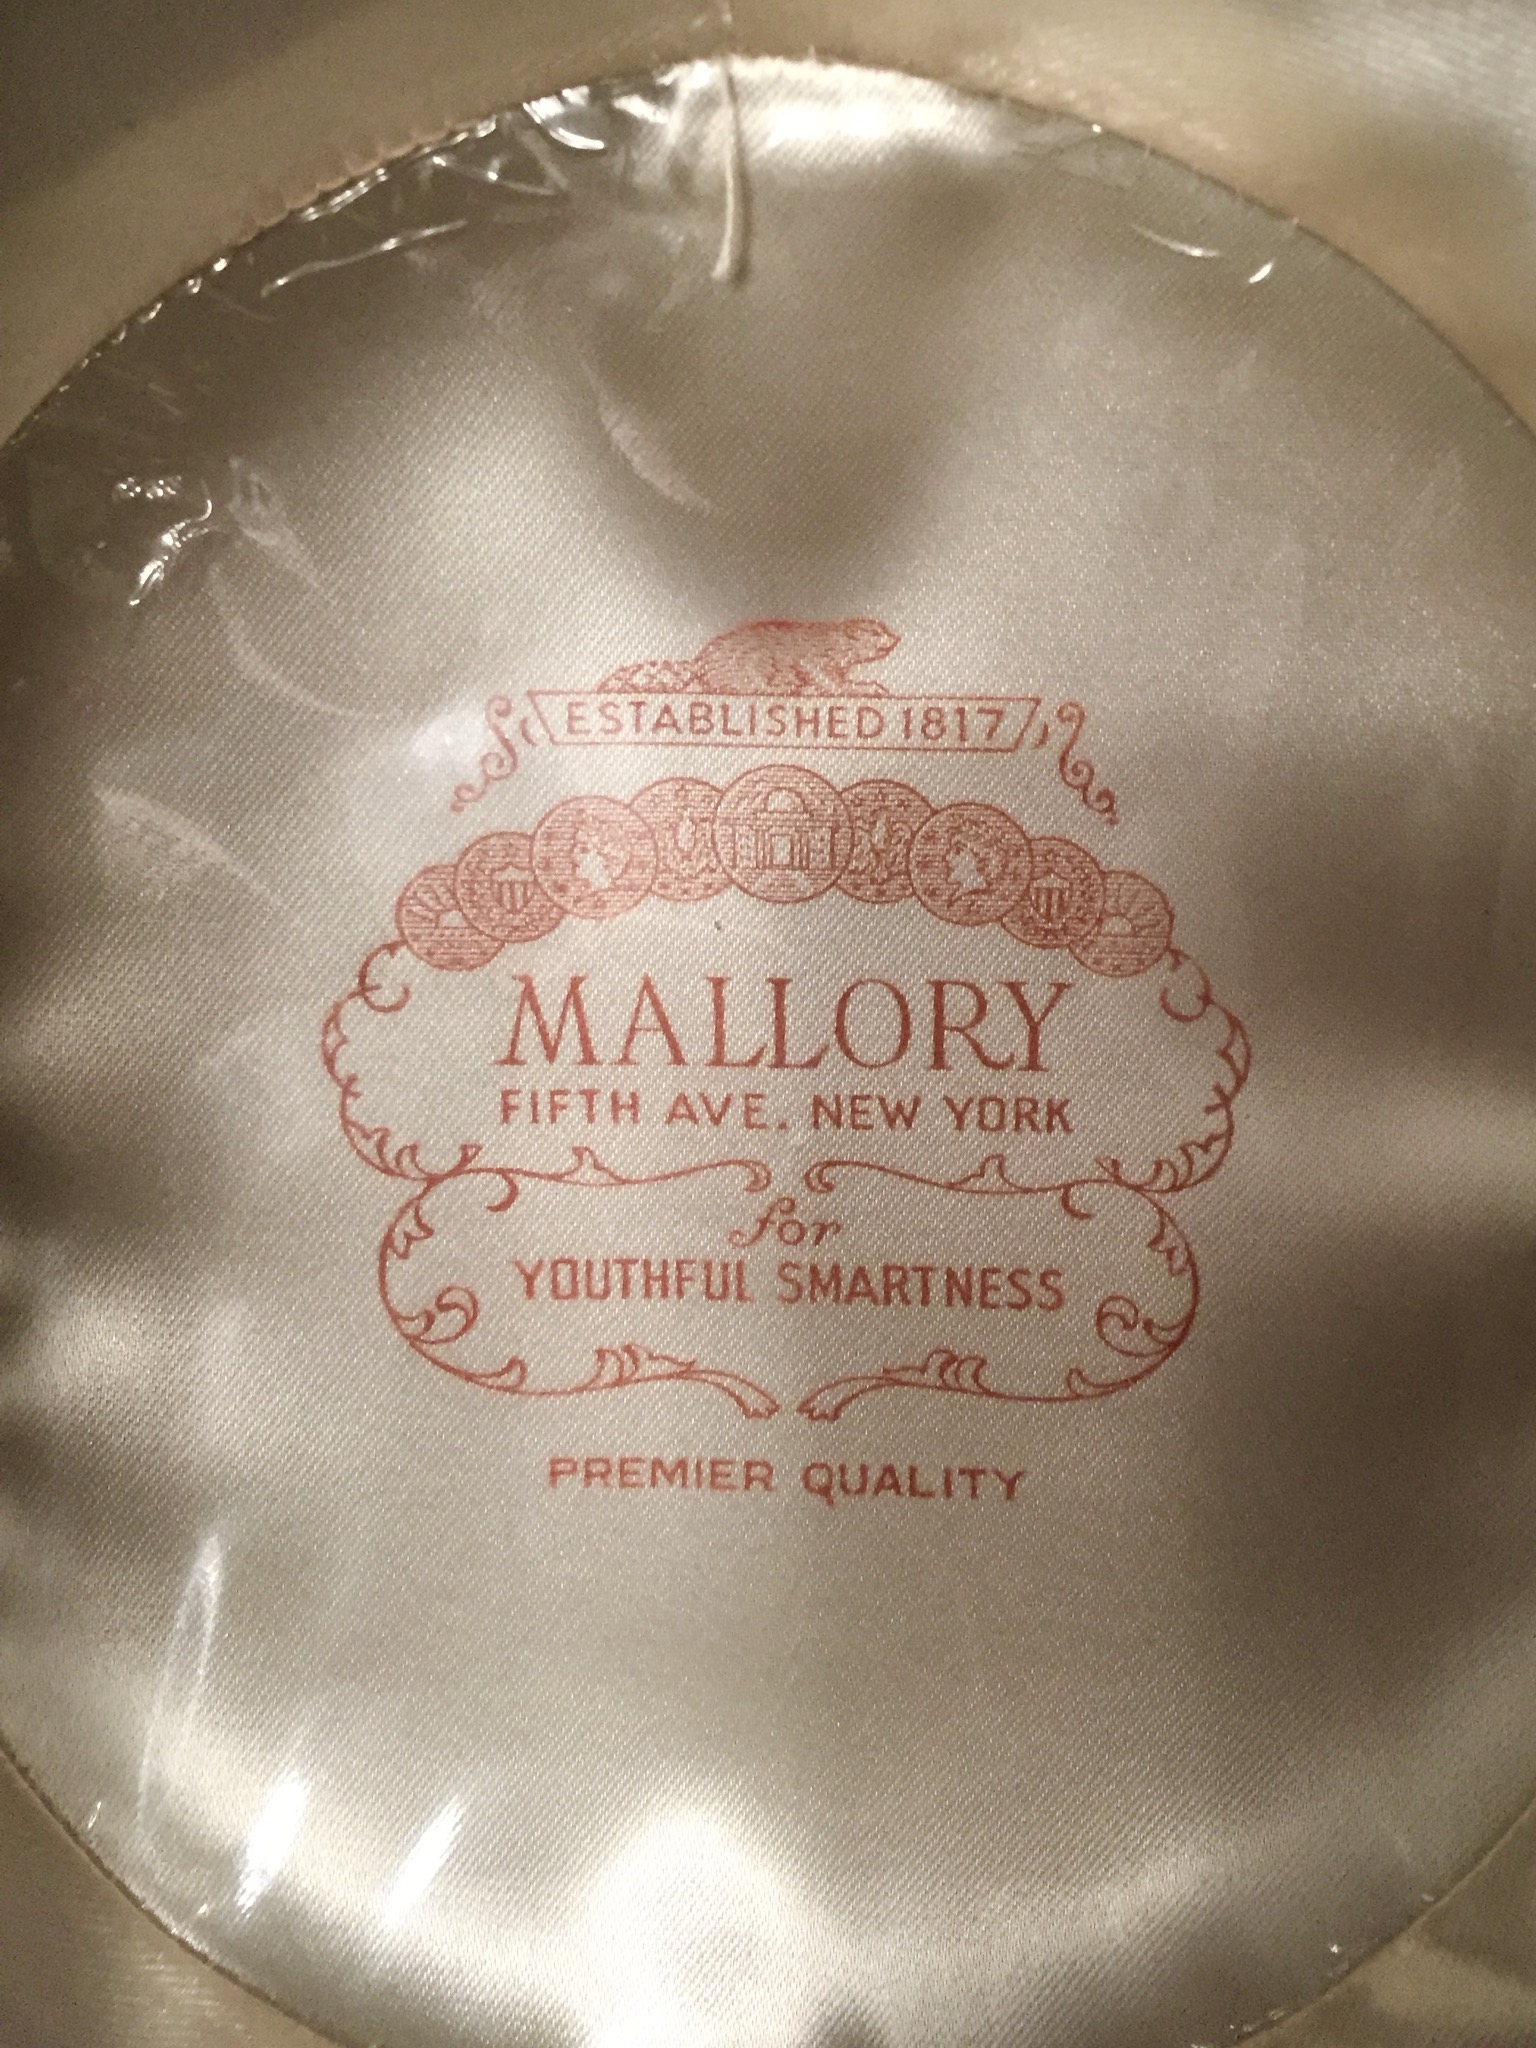 ESTABLISHED 1817
MALLORY
FIFTH AVE. NEW YORK
for
YOUTHFUL SMARTNESS
PREMIER QUALITY